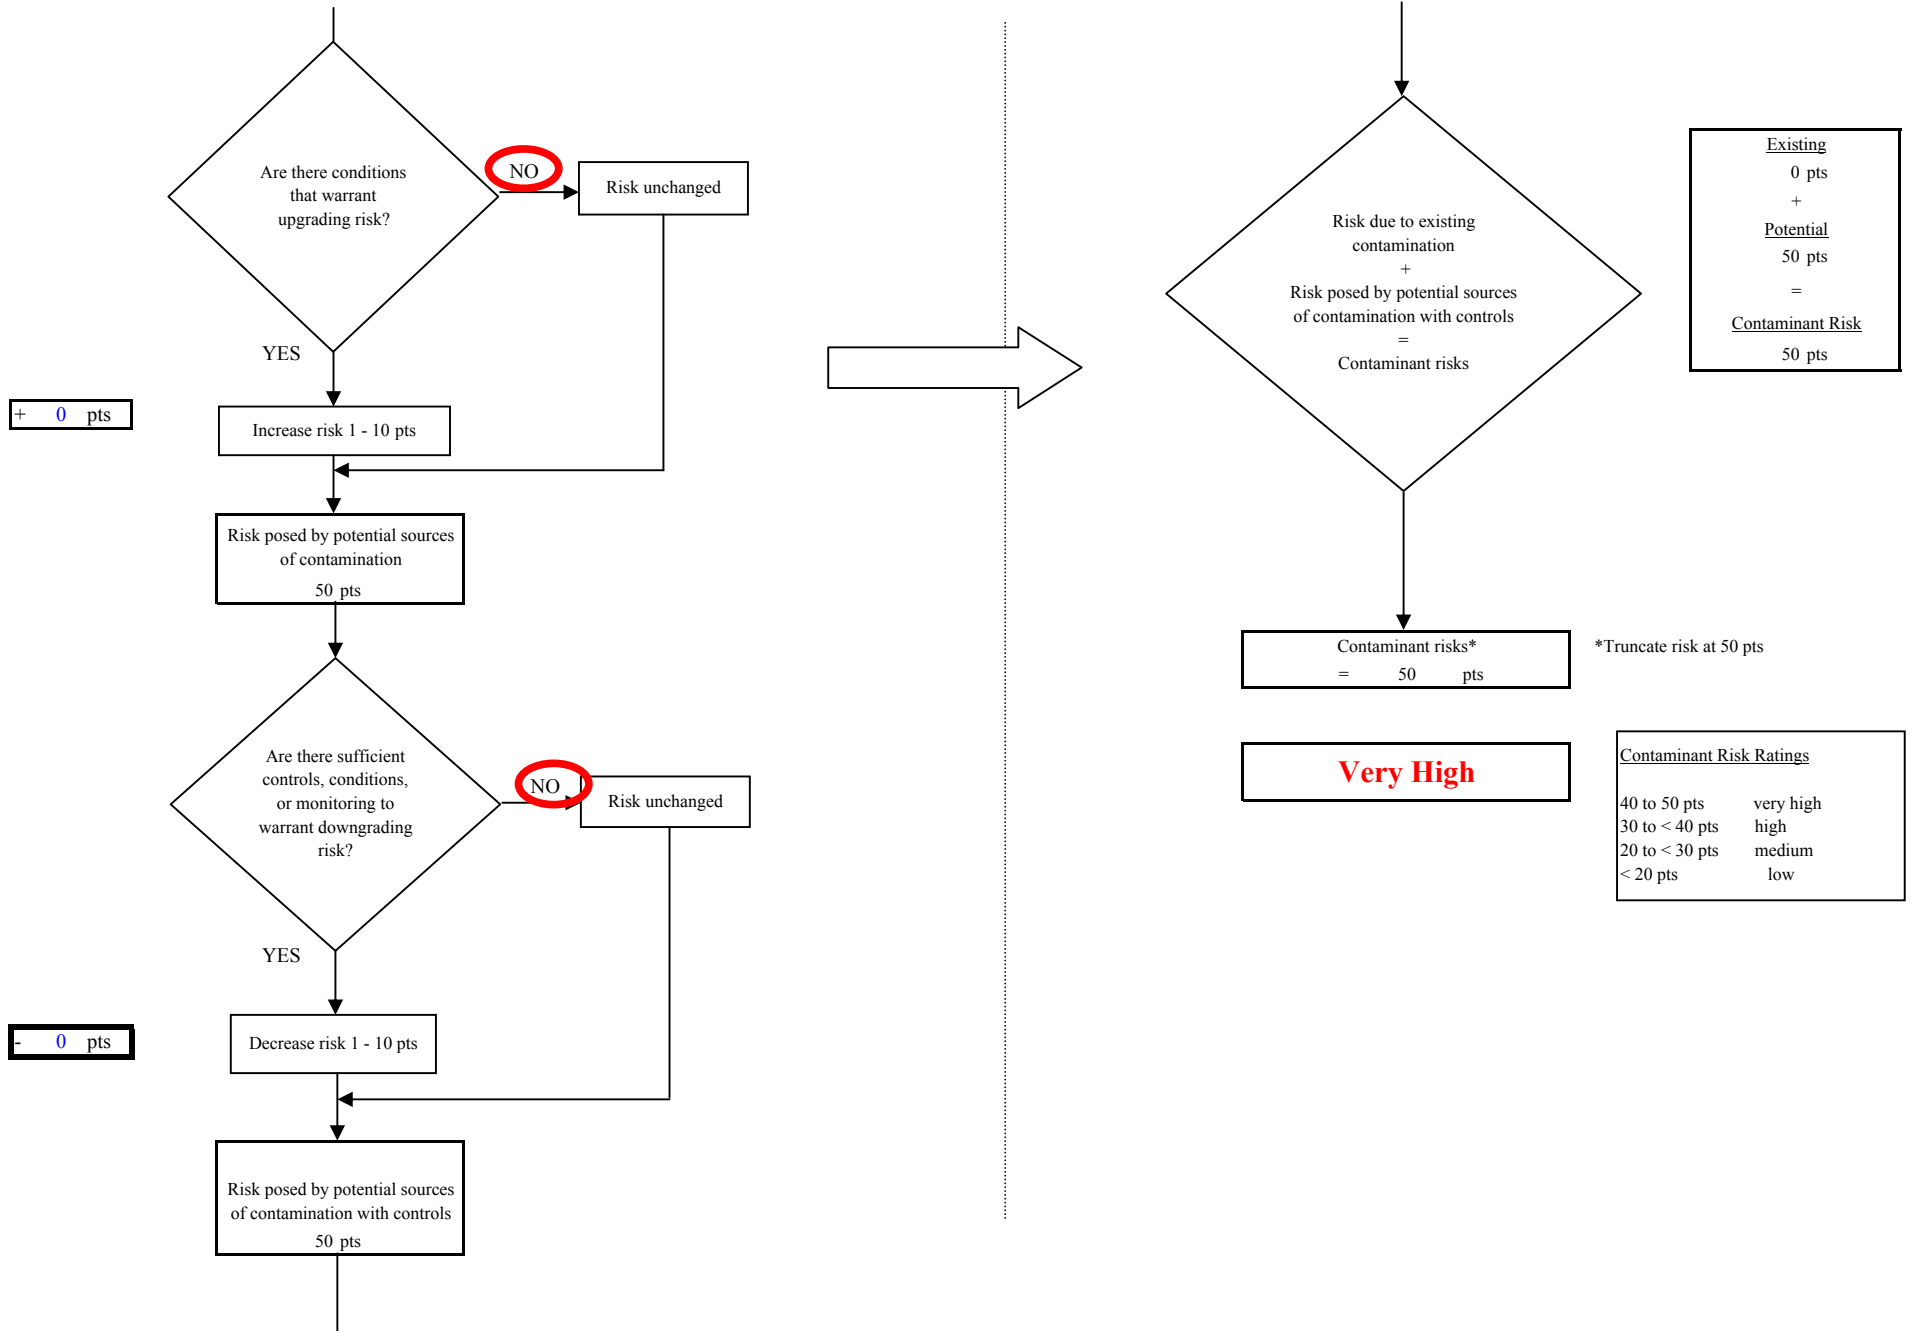 Are there conditions
that warrant
upgrading risk?
NO
Risk unchanged
YES
+ 0 pts
Increase risk 1 - 10 pts
Risk posed by potential sources
of contamination
50 pts
Are there sufficient
controls, conditions,
or monitoring to
warrant downgrading
risk?
NO
Risk unchanged
YES
- 0 pts
Decrease risk 1 - 10 pts
Risk posed by potential sources
of contamination with controls
50 pts
Risk due to existing
contamination
+
Risk posed by potential sources
of contamination with controls
=
Contaminant risks
Existing
0 pts
+
Potential
50 pts
=
Contaminant Risk
50 pts
Contaminant risks*
= 50 pts
*Truncate risk at 50 pts
Very High
Contaminant Risk Ratings
40 to 50 pts very high
30 to < 40 pts high
20 to < 30 pts medium
< 20 pts low